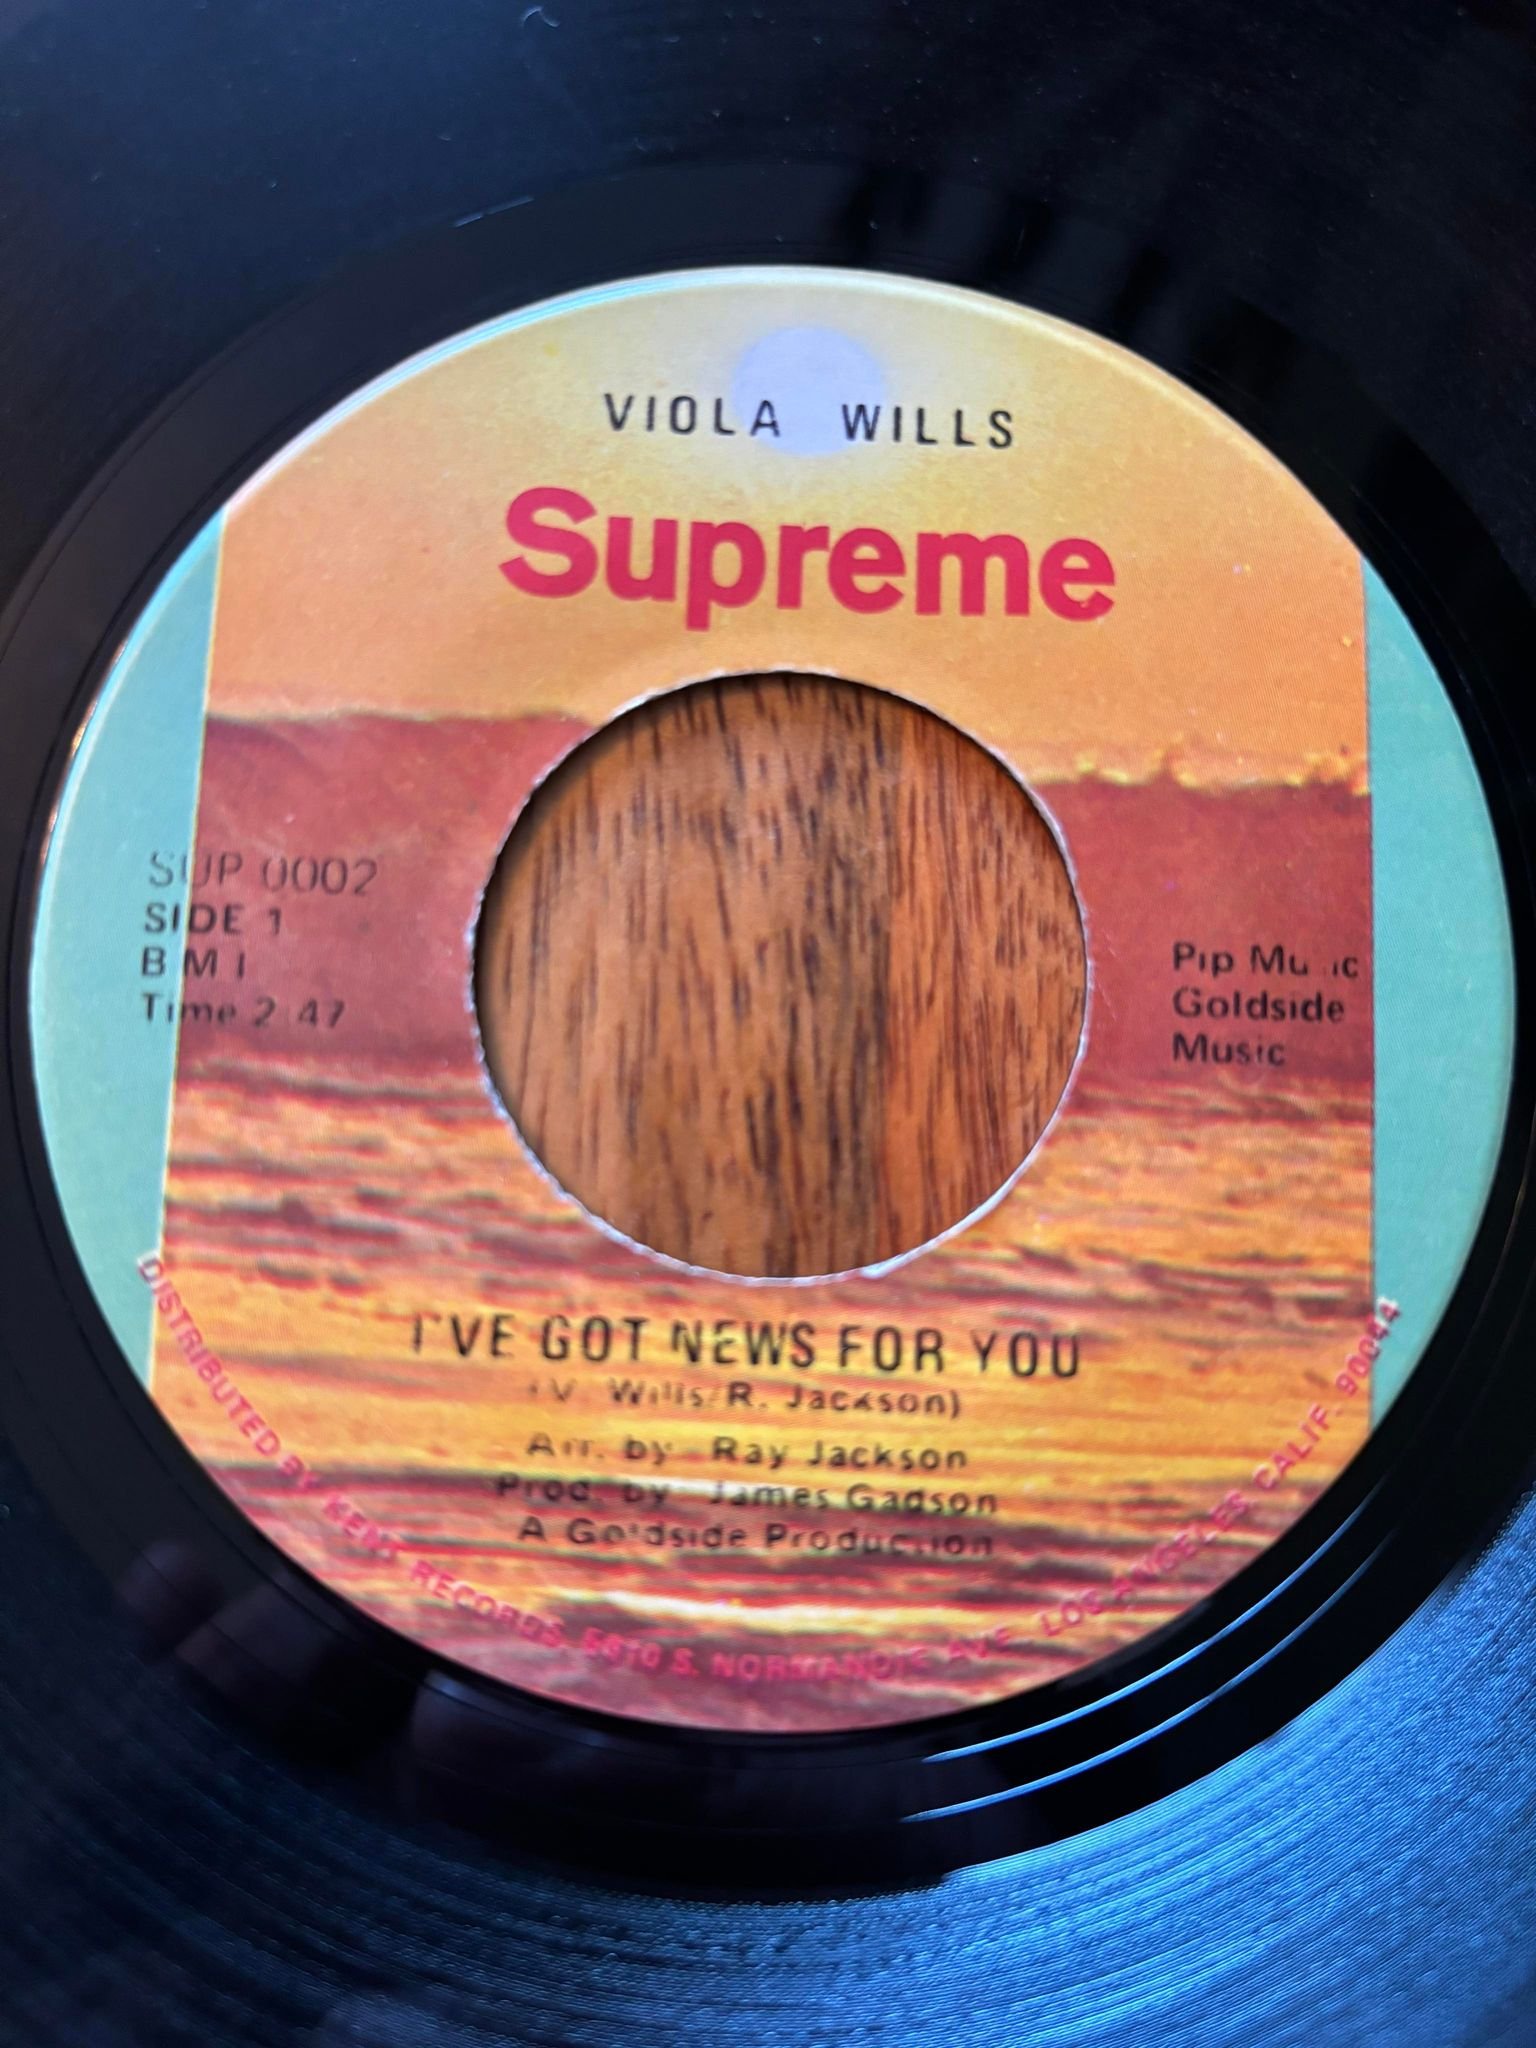 VIOLA WILLS
Supreme
SUP 0002
SIDE 1
BMI
Time 2:47
Pip Music
Goldside
Music
I'VE GOT NEWS FOR YOU
(V. Wills/R. Jackson)
Arr. by Ray Jackson
Prod. by James Gadson
A Goldside Production
DISTRIBUTED BY KENT RECORDS, 5810 S. NORMANDIE AVE. LOS ANGELES, CALIF. 90044